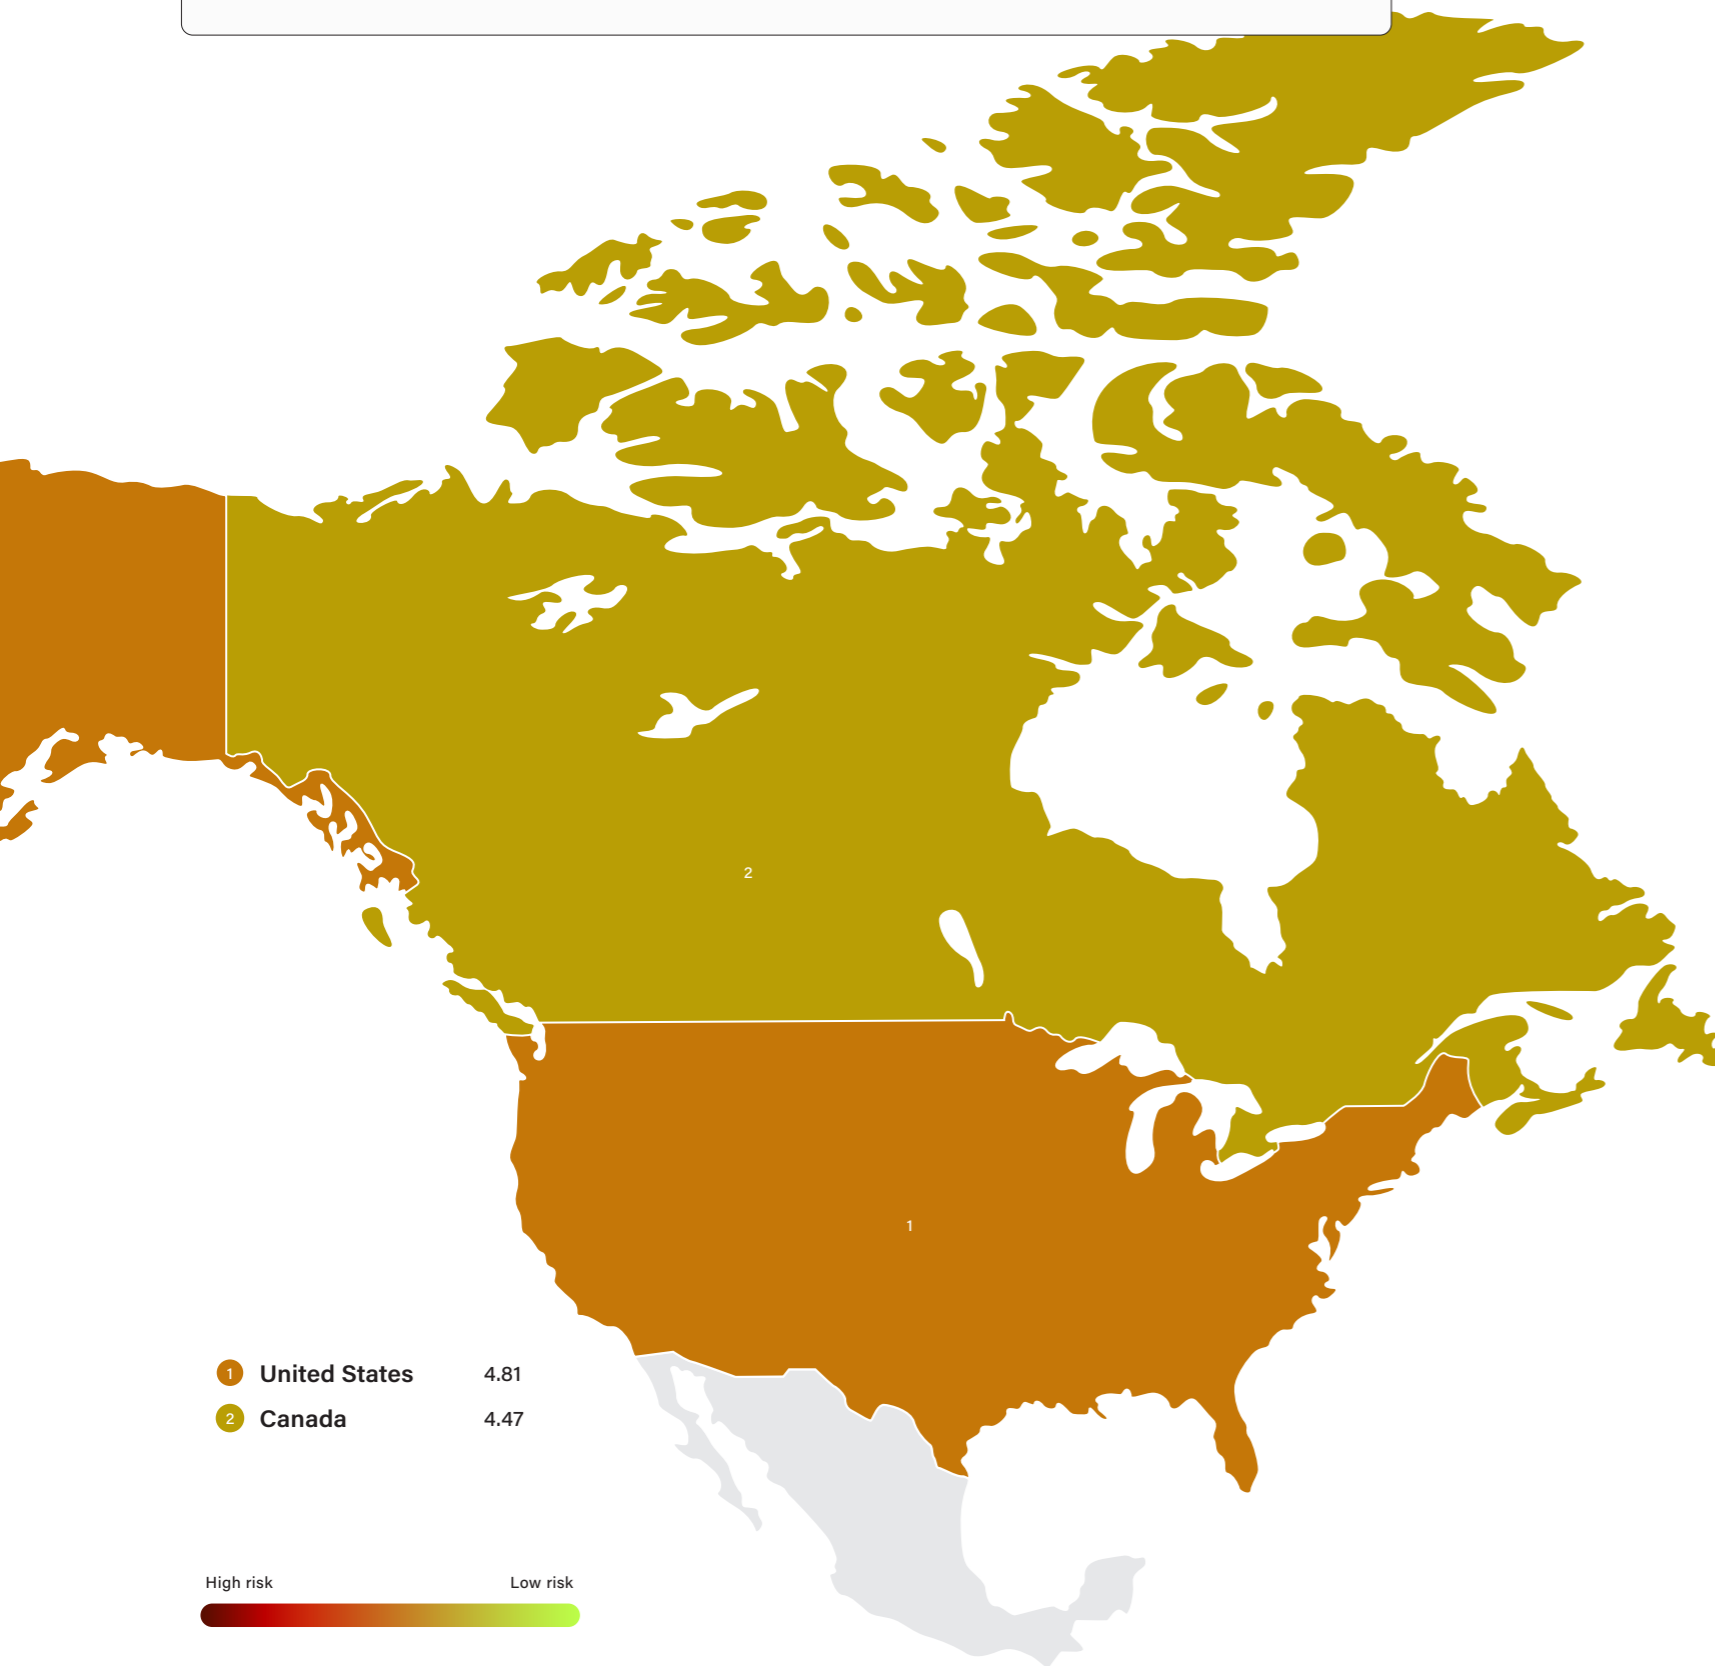 2
1
1 United States 4.81
2 Canada 4.47
High risk Low risk